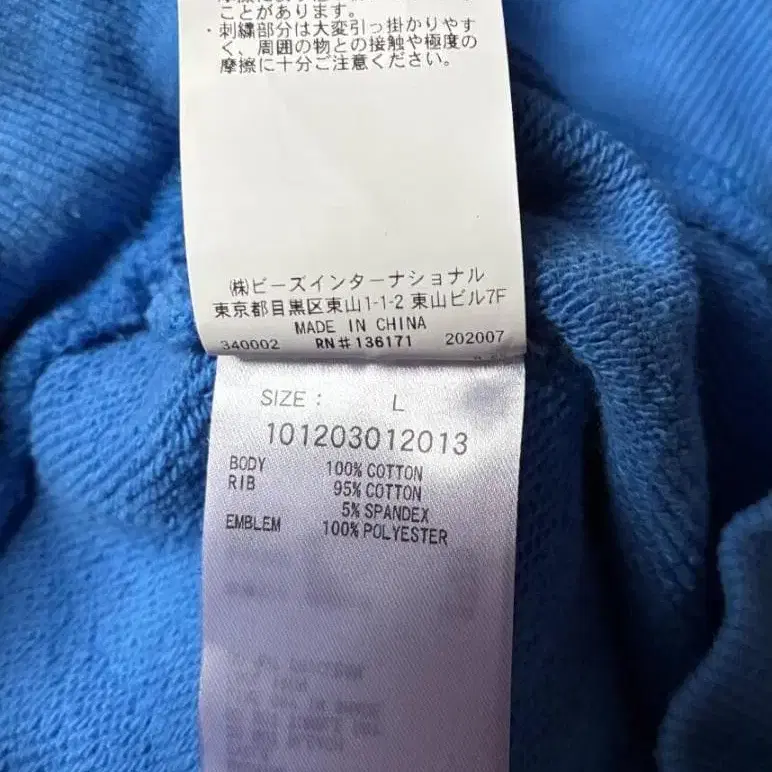 ことがあります。
・刺繍部分は大変引っ掛かりやす
く、周囲の物との接触や極度の
摩擦に十分ご注意ください。
㈱ビーズインターナショナル
東京都目黒区東山1-1-2 東山ビル7F
MADE IN CHINA
340002 RN#136171 202007
SIZE : L
101203012013
BODY 100% COTTON
RIB 95% COTTON
5% SPANDEX
EMBLEM 100% POLYESTER